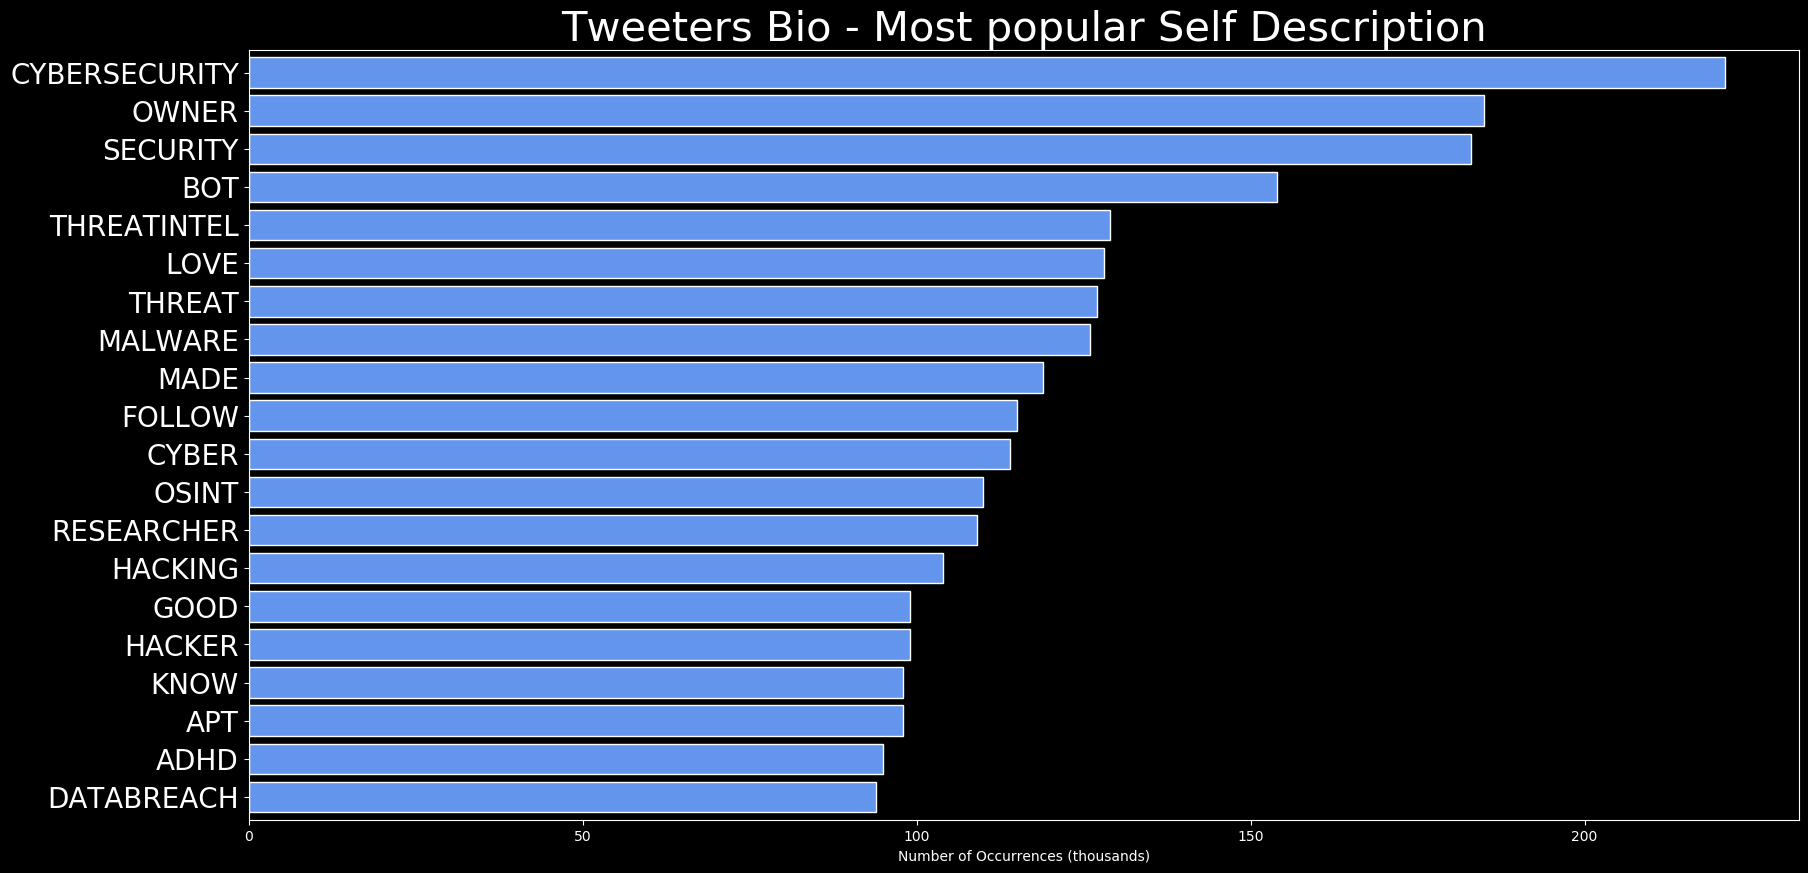 Tweeters Bio - Most popular Self Description
CYBERSECURITY
OWNER
SECURITY
BOT
THREATINTEL
LOVE
THREAT
MALWARE
MADE
FOLLOW
CYBER
OSINT
RESEARCHER
HACKING
GOOD
HACKER
KNOW
APT
ADHD
DATABREACH
0 50 100 150 200
Number of Occurrences (thousands)